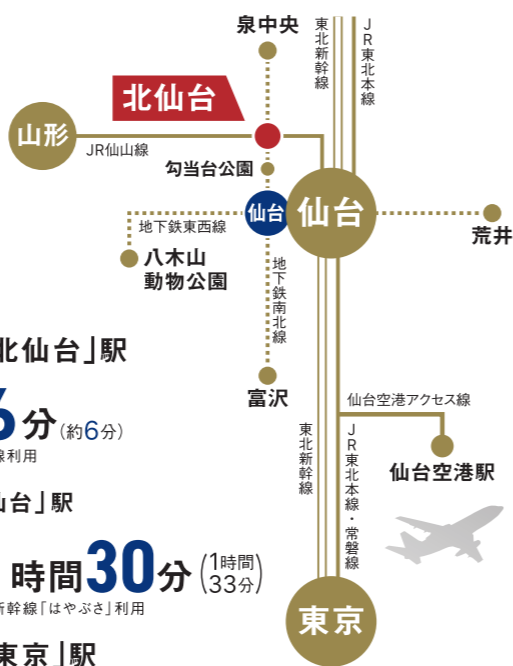 泉中央
東北新幹線
JR東北本線
北仙台
山形
JR仙山線
勾当台公園
仙台
仙台
地下鉄東西線
荒井
八木山
動物公園
地下鉄南北線
北仙台」駅
富沢
仙台空港アクセス線
6分(約6分)
線利用
東北新幹線
JR東北本線・常磐線
仙台空港駅
仙台」駅
時間30分(1時間33分)
新幹線「はやぶさ」利用
東京
東京」駅